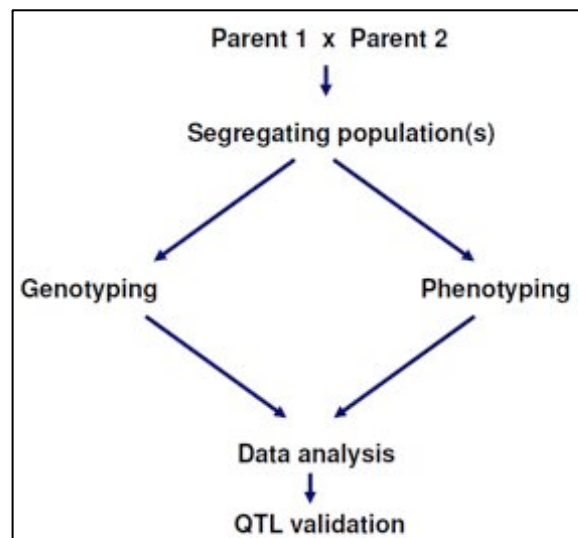 Parent 1 x Parent 2
Segregating population(s)
Genotyping
Phenotyping
Data analysis
QTL validation